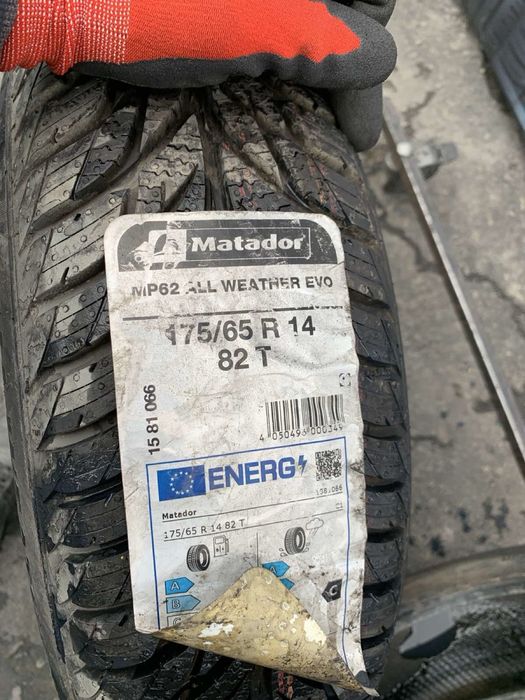 Matador
MP62 ALL WEATHER EVO
175/65 R 14
82 T
15 81 066
4 050496 000349
ENERG
Matador
175/65 R 14 82 T
C1
A
B
C
A
C